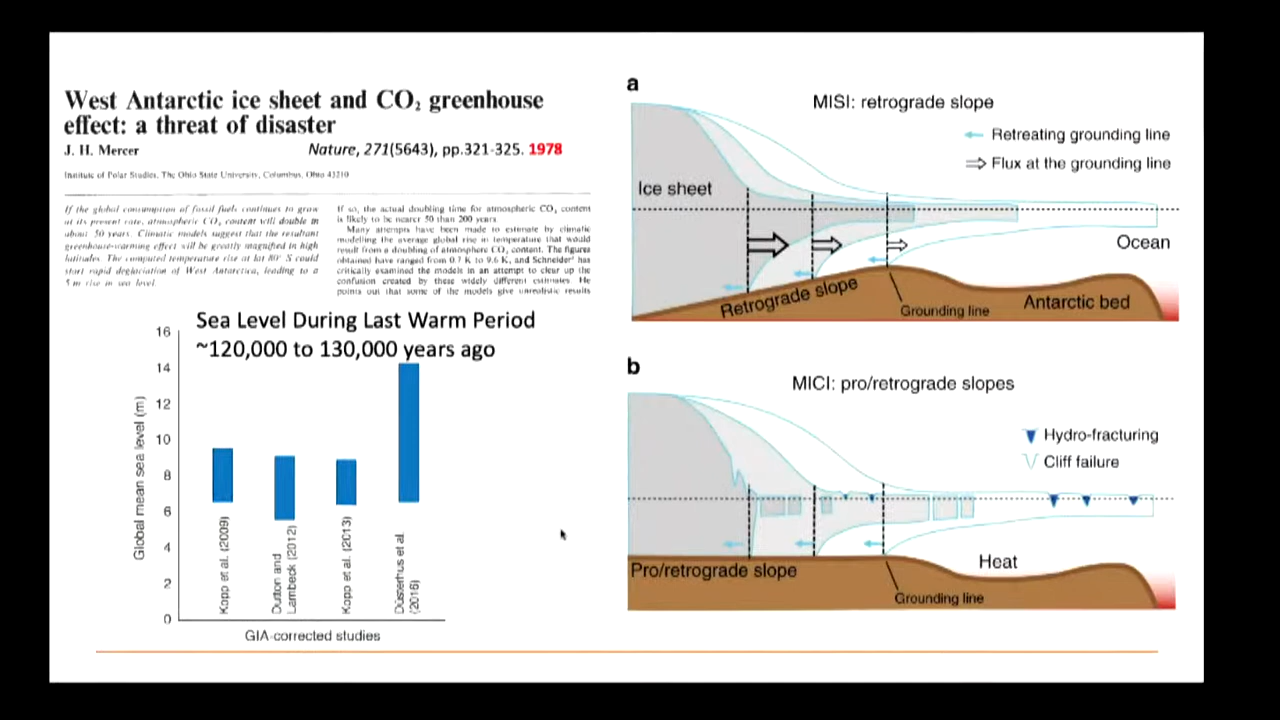 West Antarctic ice sheet and CO₂ greenhouse
effect: a threat of disaster
J. H. Mercer
Nature, 271(5643), pp.321-325. 1978
Institute of Polar Studies, The Ohio State University, Columbus, Ohio 43210
If the global consumption of fossil fuels continues to grow
at its present rate, atmospheric CO₂ content will double in
about 50 years. Climatic models suggest that the resultant
greenhouse-warming effect will be greatly magnified in high
latitudes. The computed temperature rise at lat 80° S could
start rapid deglaciation of West Antarctica, leading to a
5 m rise in sea level.
If so, the actual doubling time for atmospheric CO₂ content
is likely to be nearer 50 than 200 years.
Many attempts have been made to estimate by climatic
modelling the average global rise in temperature that would
result from a doubling of atmosphere CO₂ content. The figures
obtained have ranged from 0.7 K to 9.6 K, and Schneider has
critically examined the models in an attempt to clear up the
confusion created by these widely different estimates. He
points out that some of the models give unrealistic results
Sea Level During Last Warm Period
~120,000 to 130,000 years ago
Global mean sea level (m)
16
14
12
10
8
6
4
2
0
Kopp et al. (2009)
Dutton and
Lambeck (2012)
Kopp et al. (2013)
Düsterhus et al.
(2016)
GIA-corrected studies
a
MISI: retrograde slope
Retreating grounding line
Flux at the grounding line
Ice sheet
Ocean
Retrograde slope
Grounding line
Antarctic bed
b
MICI: pro/retrograde slopes
Hydro-fracturing
Cliff failure
Pro/retrograde slope
Heat
Grounding line